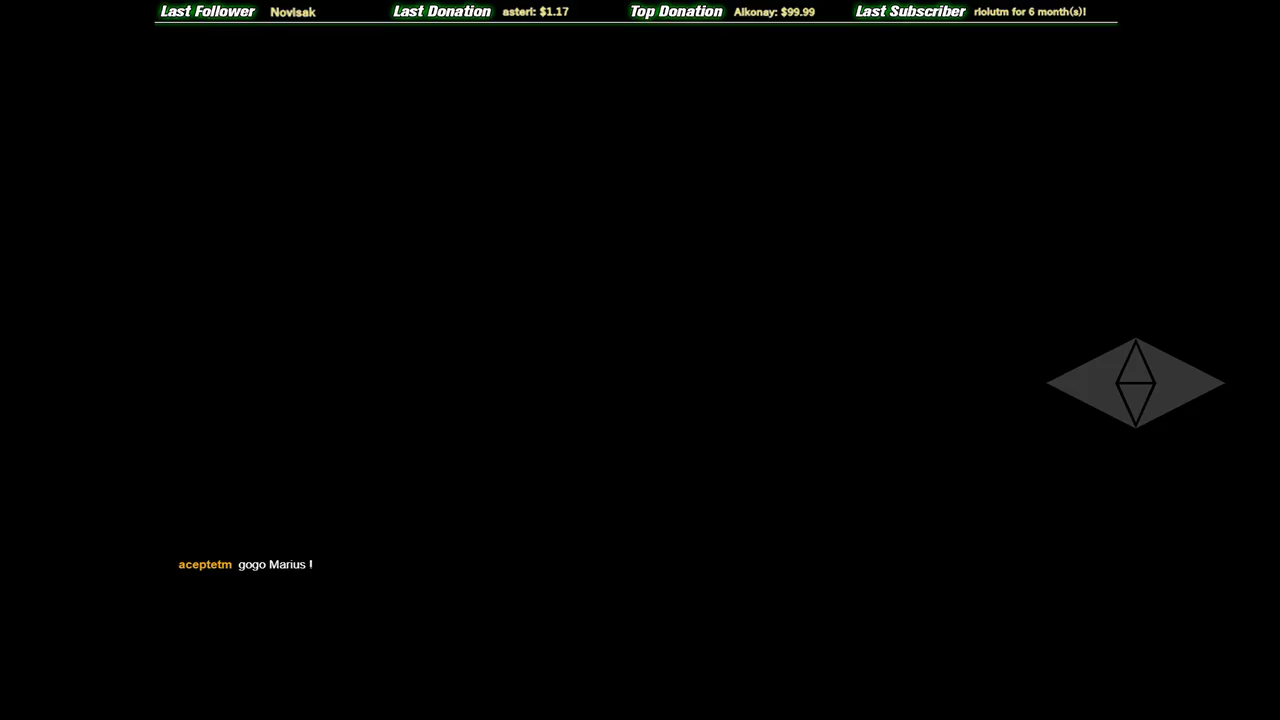 Last Follower Novisak Last Donation asteri: $1.17 Top Donation Alkonay: $99.99 Last Subscriber riolutm for 6 month(s)!
aceptetm gogo Marius !